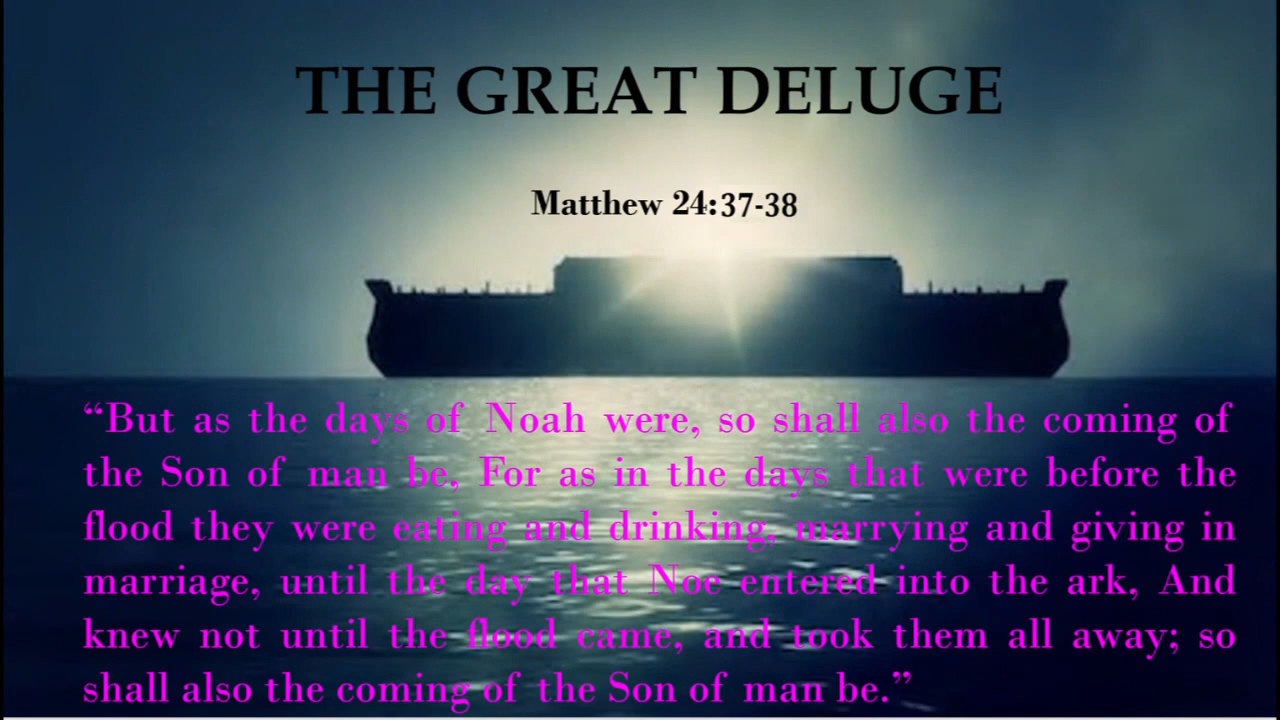 THE GREAT DELUGE
Matthew 24:37-38
“But as the days of Noah were, so shall also the coming of
the Son of man be, For as in the days that were before the
flood they were eating and drinking, marrying and giving in
marriage, until the day that Noe entered into the ark, And
knew not until the flood came, and took them all away; so
shall also the coming of the Son of man be.”